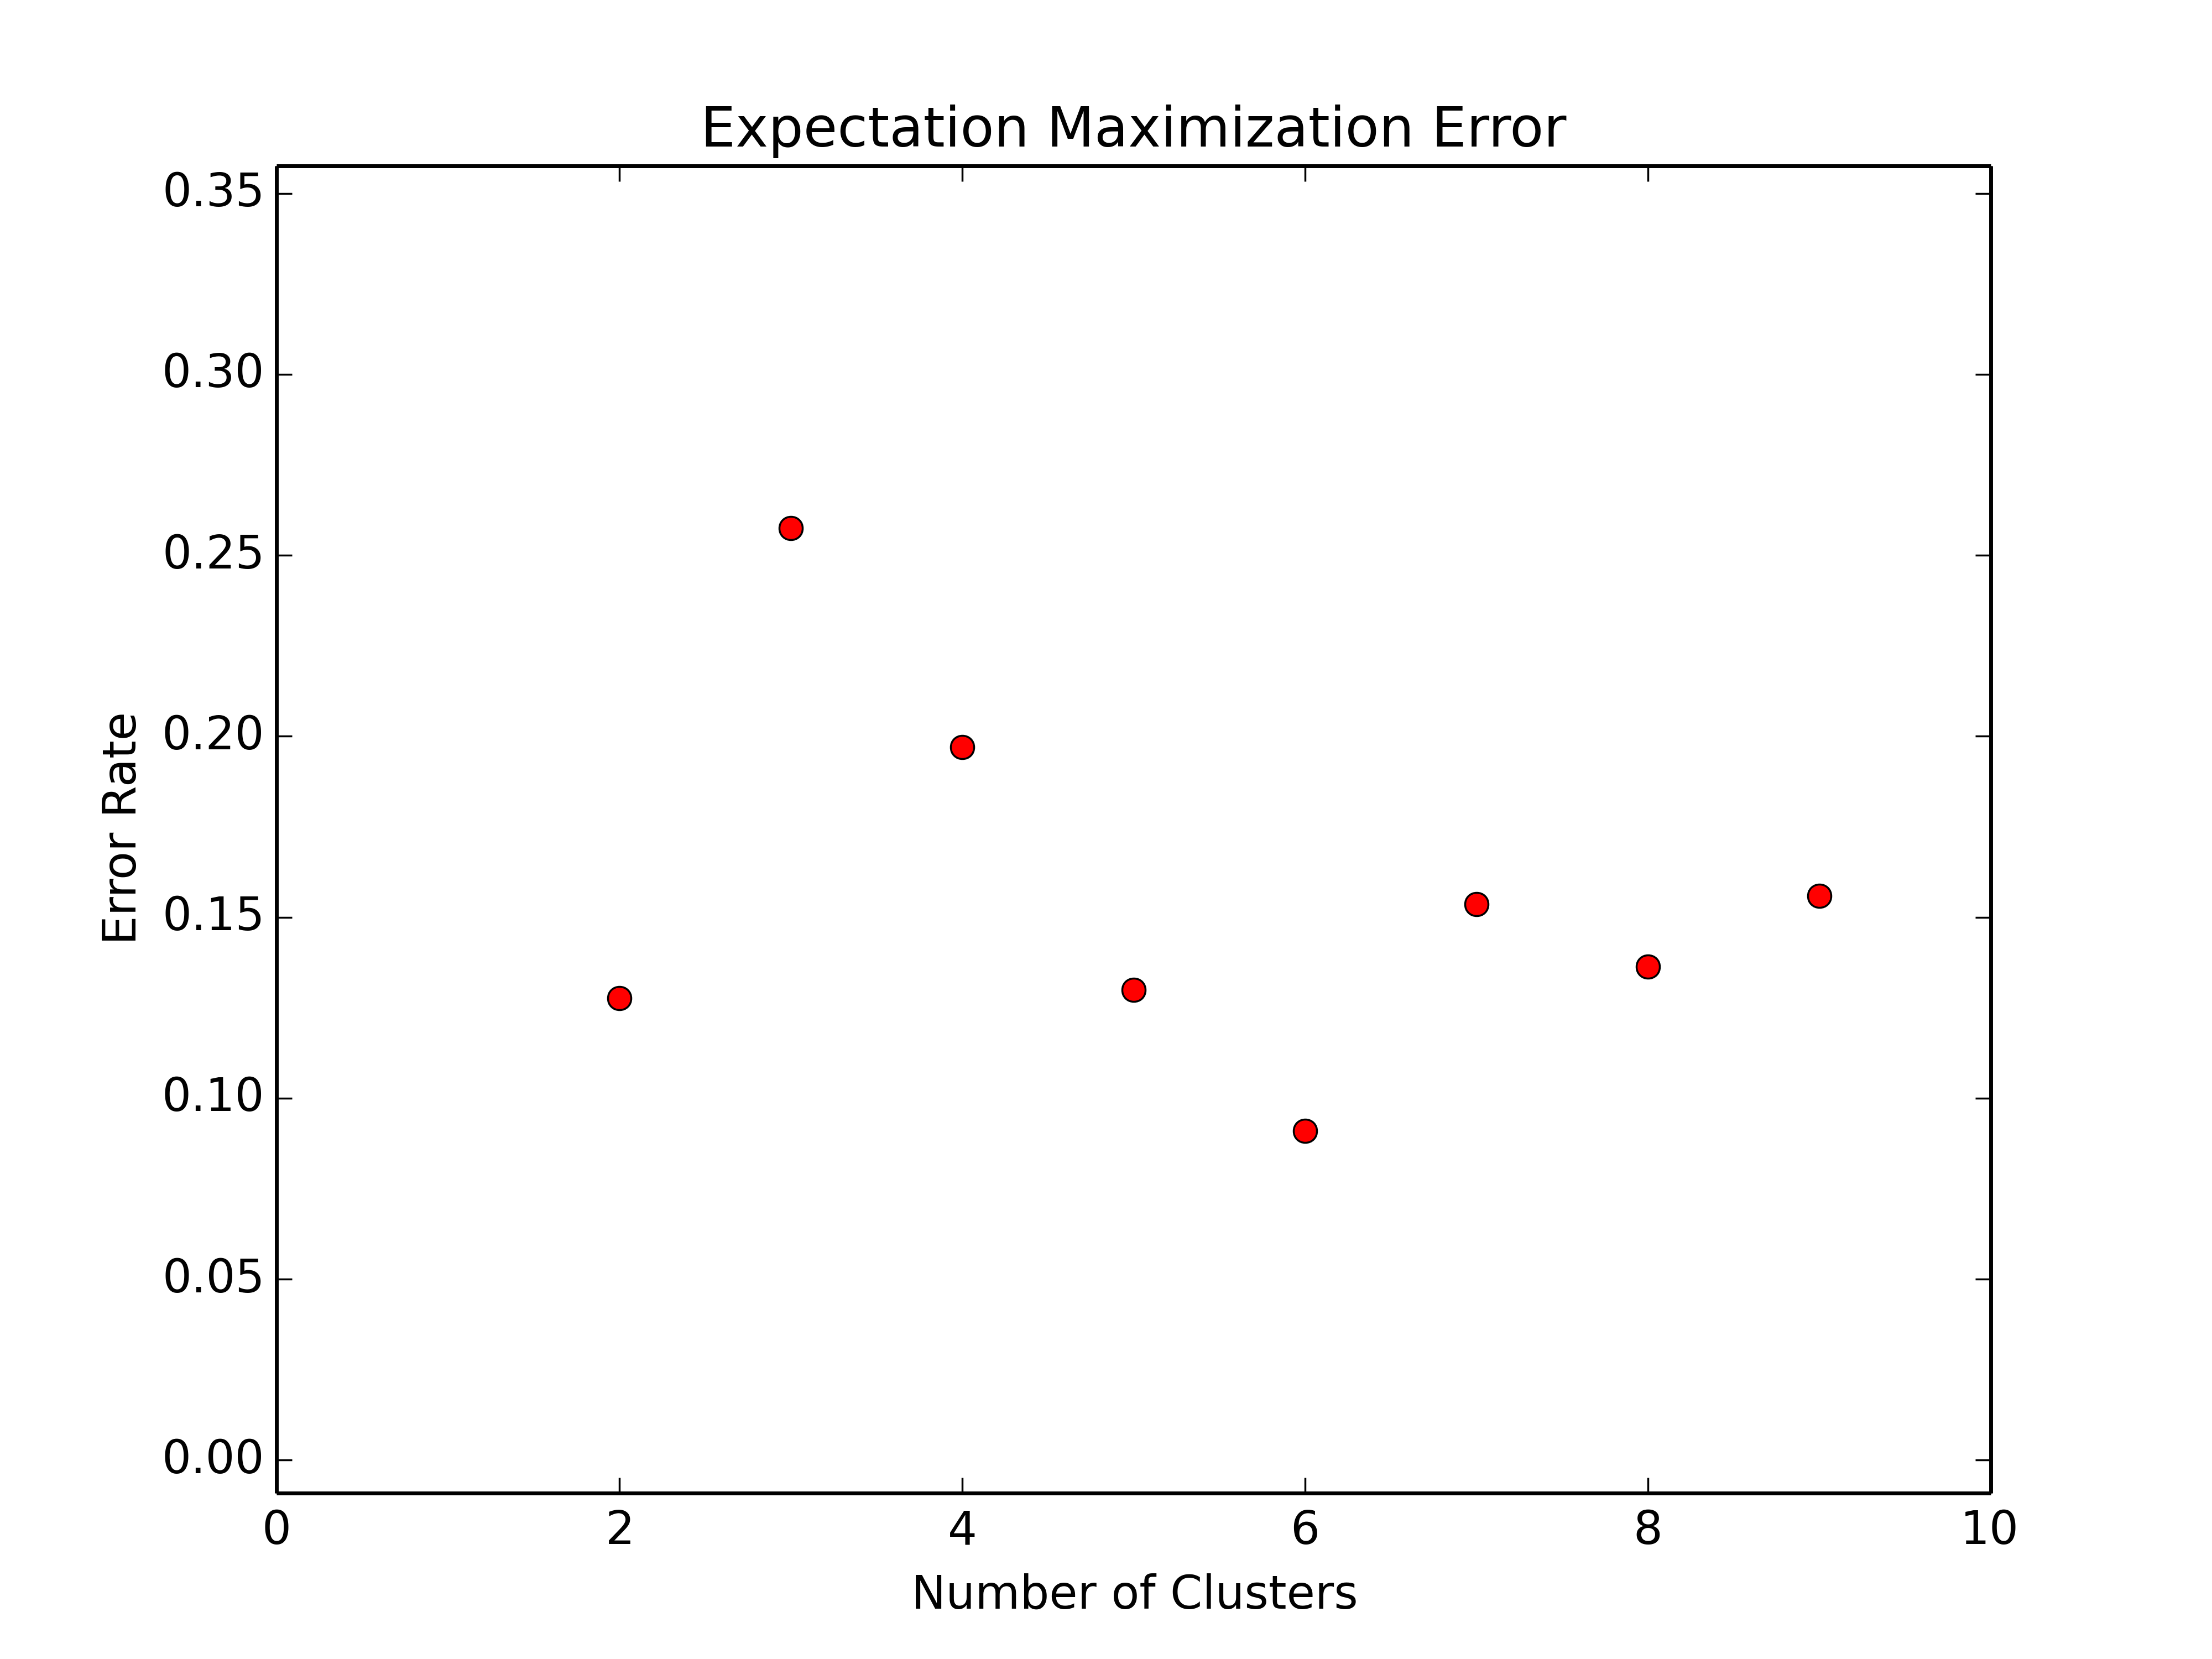 Expectation Maximization Error
0.35
0.30
0.25
0.20
0.15
0.10
0.05
0.00
Error Rate
0 2 4 6 8 10
Number of Clusters